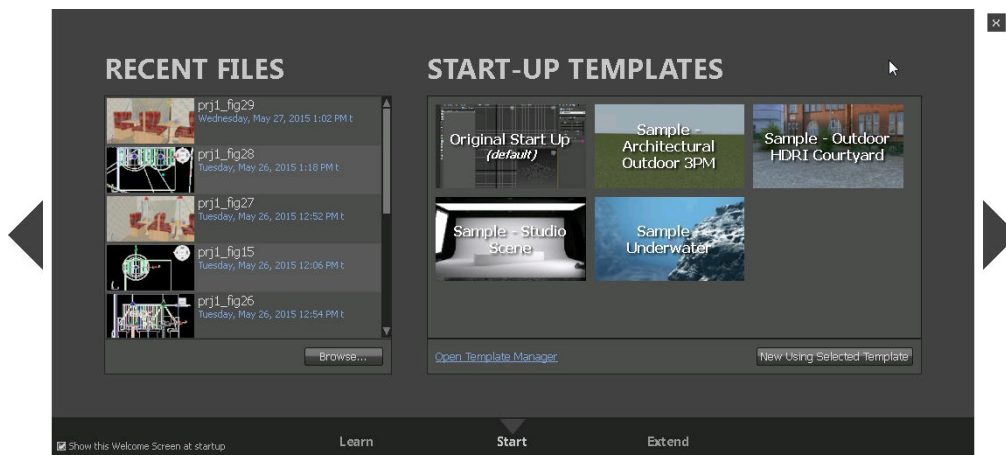 RECENT FILES
prj1_fig29
Wednesday, May 27, 2015 1:02 PM t
prj1_fig28
Tuesday, May 26, 2015 1:18 PM t
prj1_fig27
Tuesday, May 26, 2015 12:52 PM t
prj1_fig15
Tuesday, May 26, 2015 12:06 PM t
prj1_fig26
Tuesday, May 26, 2015 12:54 PM t
Browse...
START-UP TEMPLATES
Original Start Up
(default)
Sample -
Architectural
Outdoor 3PM
Sample - Outdoor
HDRI Courtyard
Sample - Studio
Scene
Sample -
Underwater
Open Template Manager
New Using Selected Template
Show this Welcome Screen at startup
Learn
Start
Extend